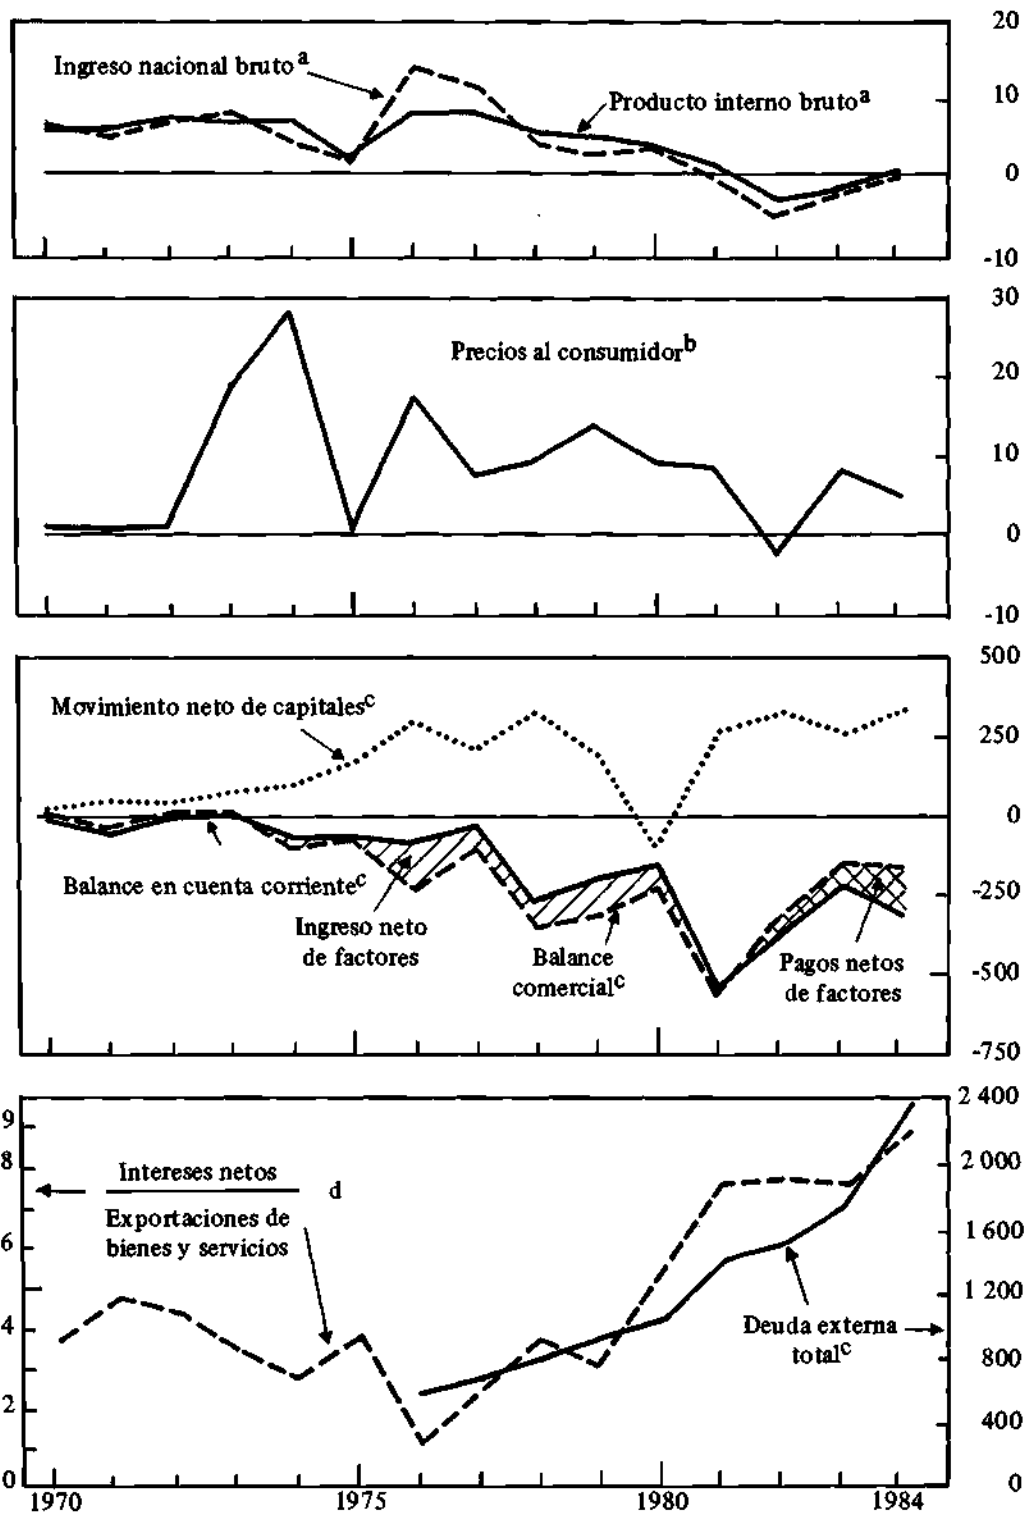 20
Ingreso nacional bruto a
Producto interno bruto a
10
0
-10
30
Precios al consumidor b
20
10
0
-10
500
Movimiento neto de capitales c
250
0
Balance en cuenta corriente c
-250
Ingreso neto
de factores
Balance
comercial c
Pagos netos
de factores
-500
-750
2 400
9
8
Intereses netos
d
Exportaciones de
bienes y servicios
2 000
6
1 600
1 200
4
Deuda externa
total c
800
2
400
0
0
1970
1975
1980
1984